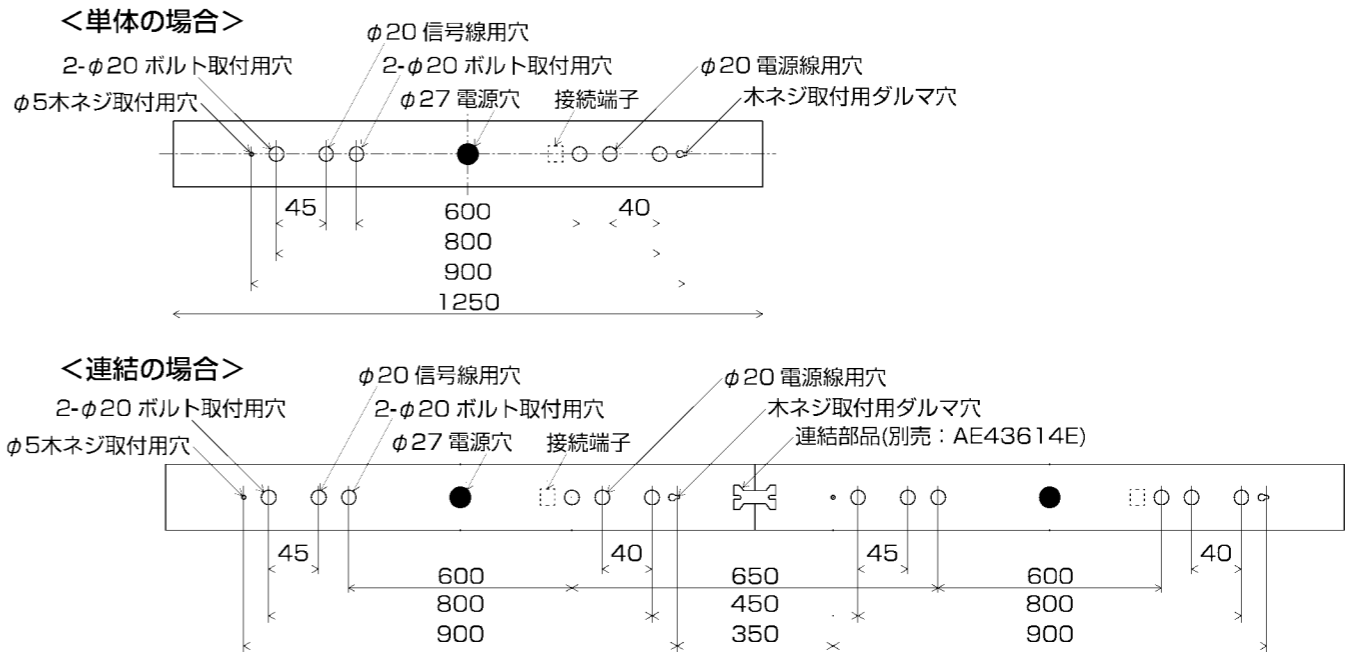 ＜単体の場合＞
φ20 信号線用穴
2-φ20 ボルト取付用穴
2-φ20 ボルト取付用穴
φ20 電源線用穴
φ5木ネジ取付用穴
φ27 電源穴
接続端子
木ネジ取付用ダルマ穴
45
600
40
800
900
1250
＜連結の場合＞
φ20 信号線用穴
φ20 電源線用穴
2-φ20 ボルト取付用穴
2-φ20 ボルト取付用穴
木ネジ取付用ダルマ穴
φ5木ネジ取付用穴
φ27 電源穴
接続端子
連結部品(別売：AE43614E)
45
40
45
40
600
650
600
800
450
800
900
350
900